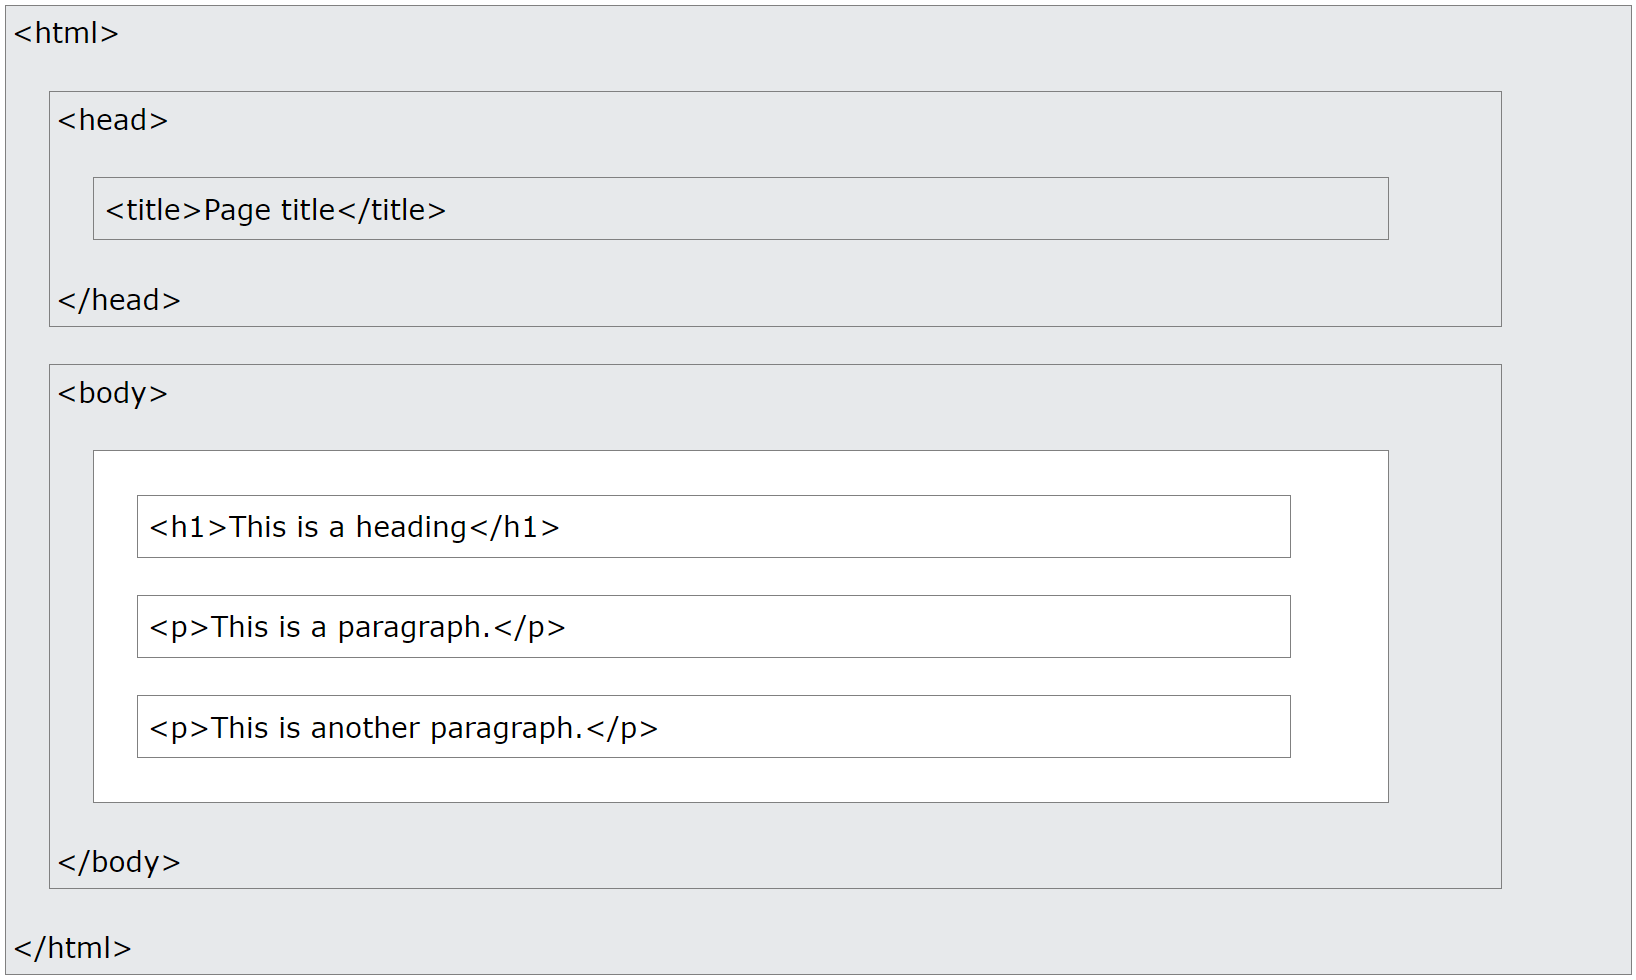 <html>
<head>
<title>Page title</title>
</head>
<body>
<h1>This is a heading</h1>
<p>This is a paragraph.</p>
<p>This is another paragraph.</p>
</body>
</html>